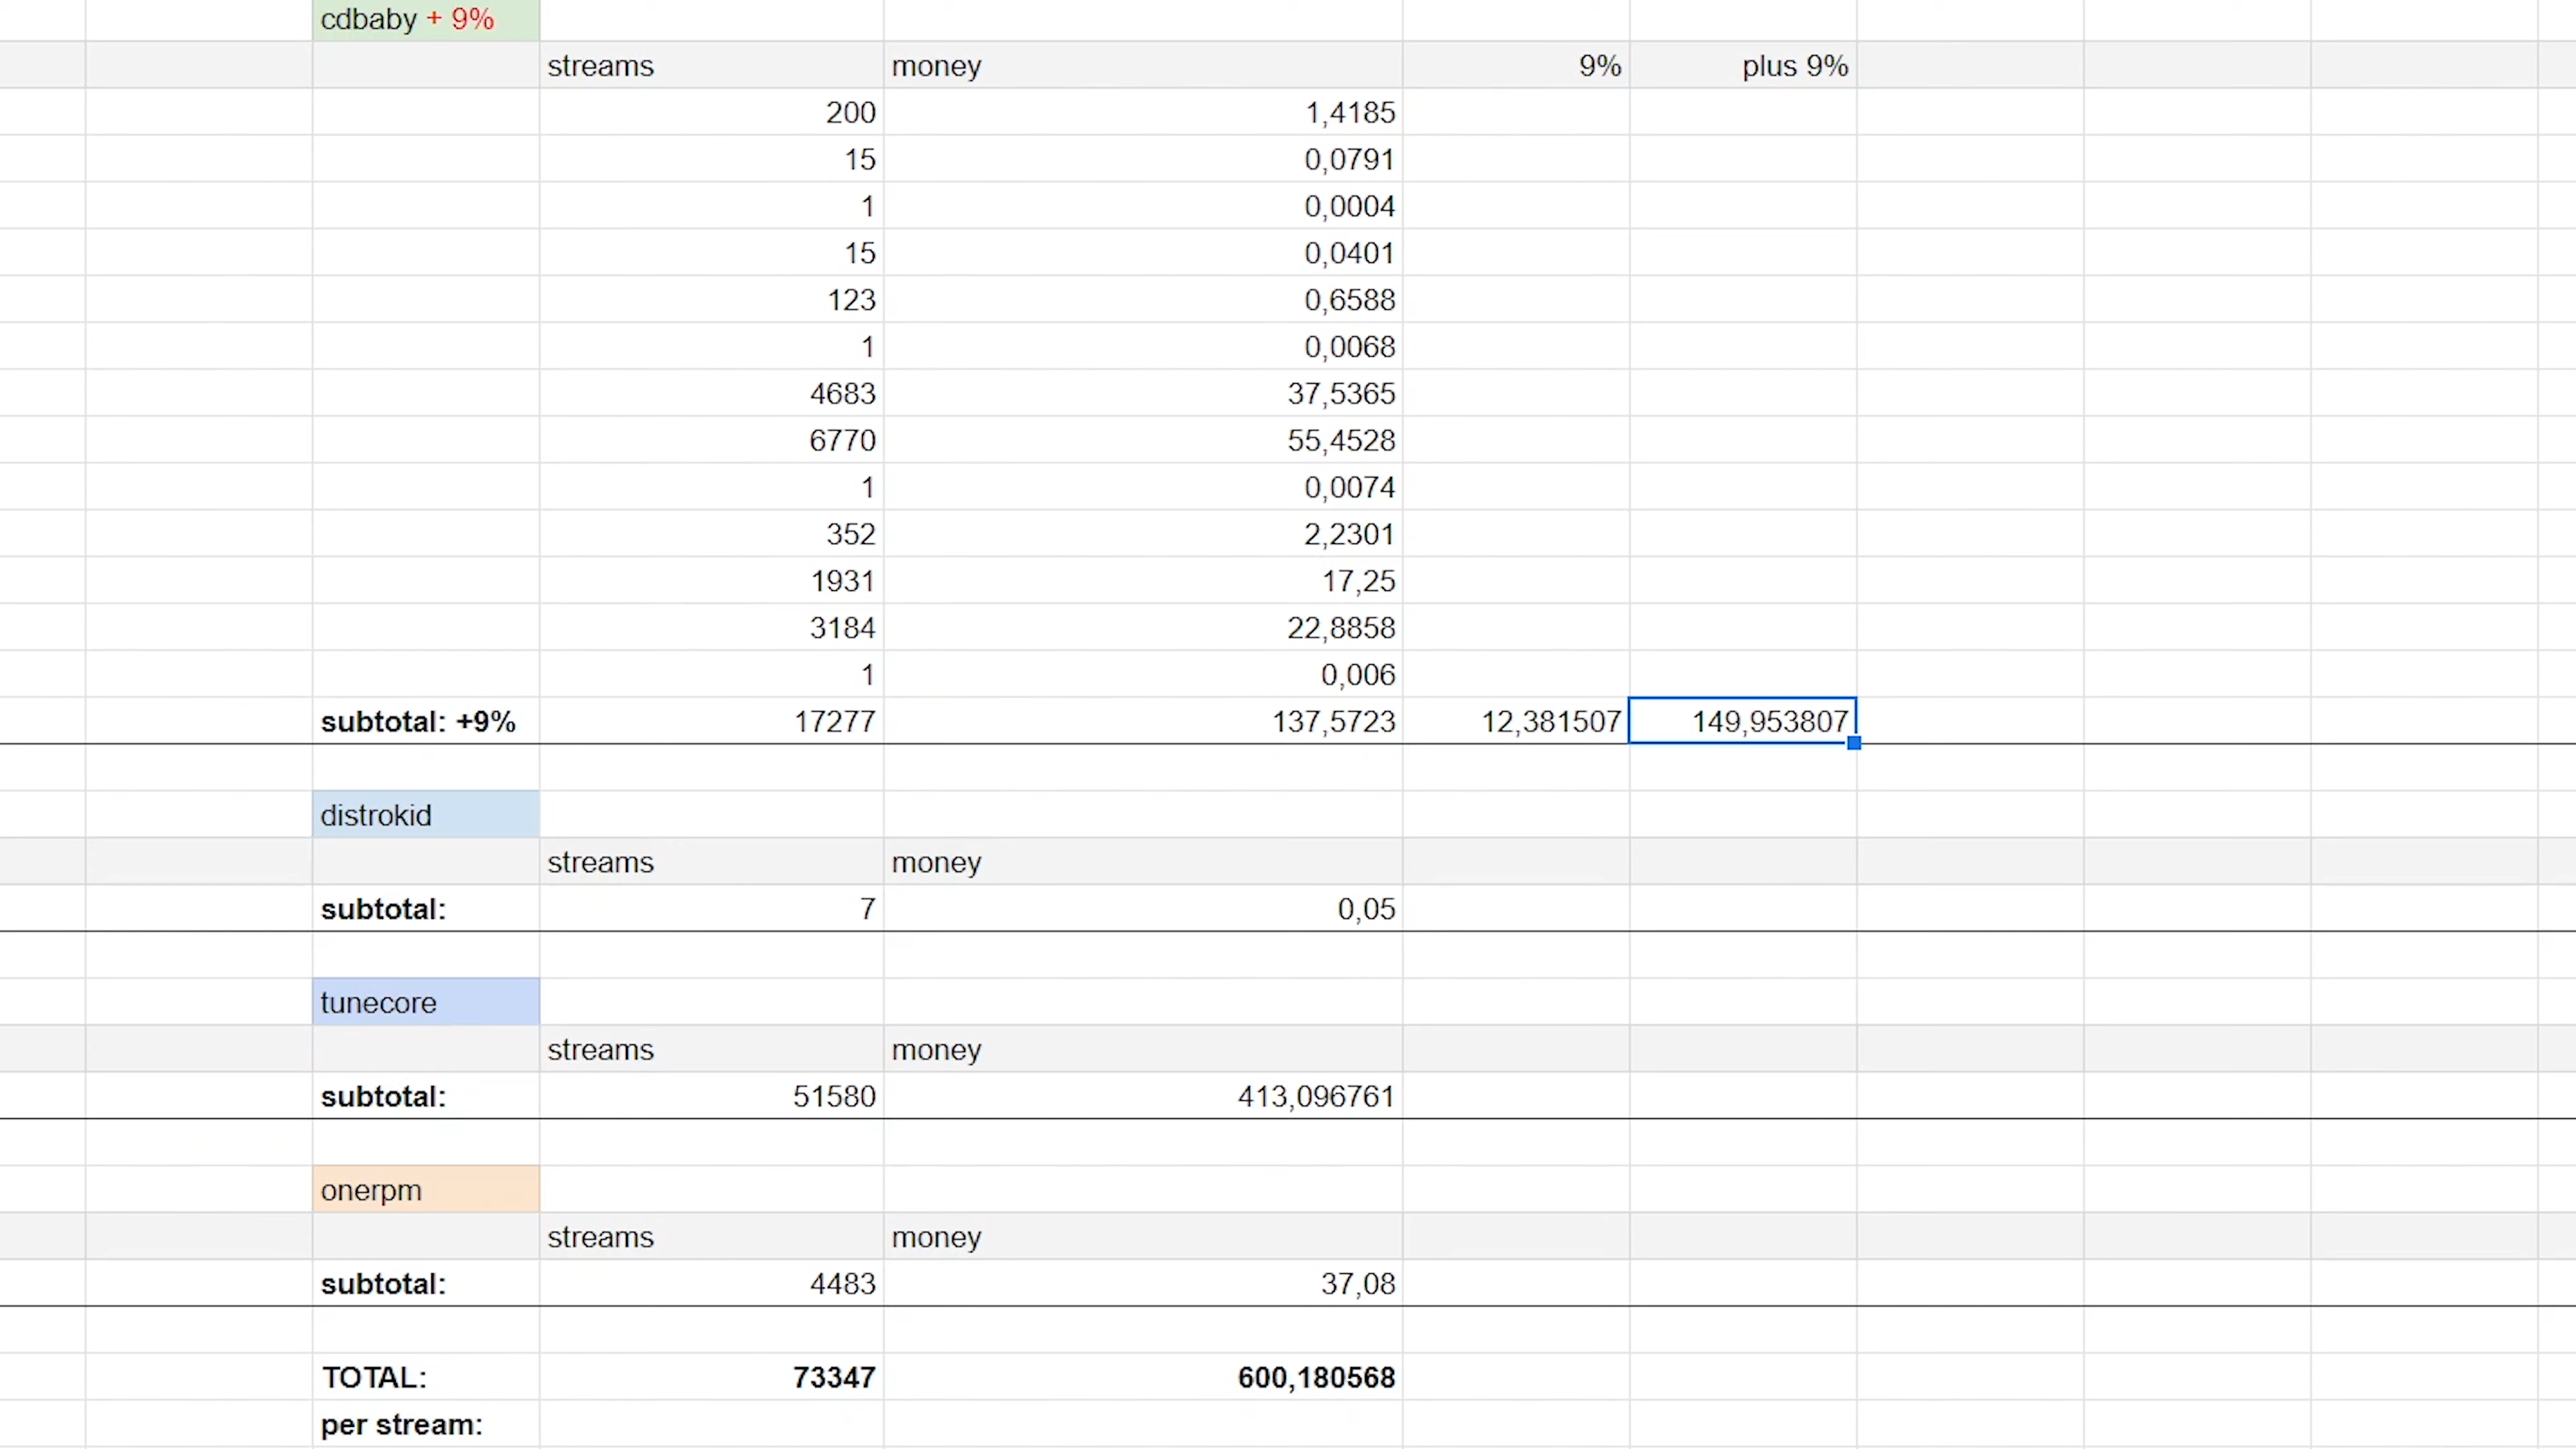 cdbaby + 9%
streams money 9% plus 9%
200 1,4185
15 0,0791
1 0,0004
15 0,0401
123 0,6588
1 0,0068
4683 37,5365
6770 55,4528
1 0,0074
352 2,2301
1931 17,25
3184 22,8858
1 0,006
subtotal: +9% 17277 137,5723 12,381507 149,953807
distrokid
streams money
subtotal: 7 0,05
tunecore
streams money
subtotal: 51580 413,096761
onerpm
streams money
subtotal: 4483 37,08
TOTAL: 73347 600,180568
per stream: